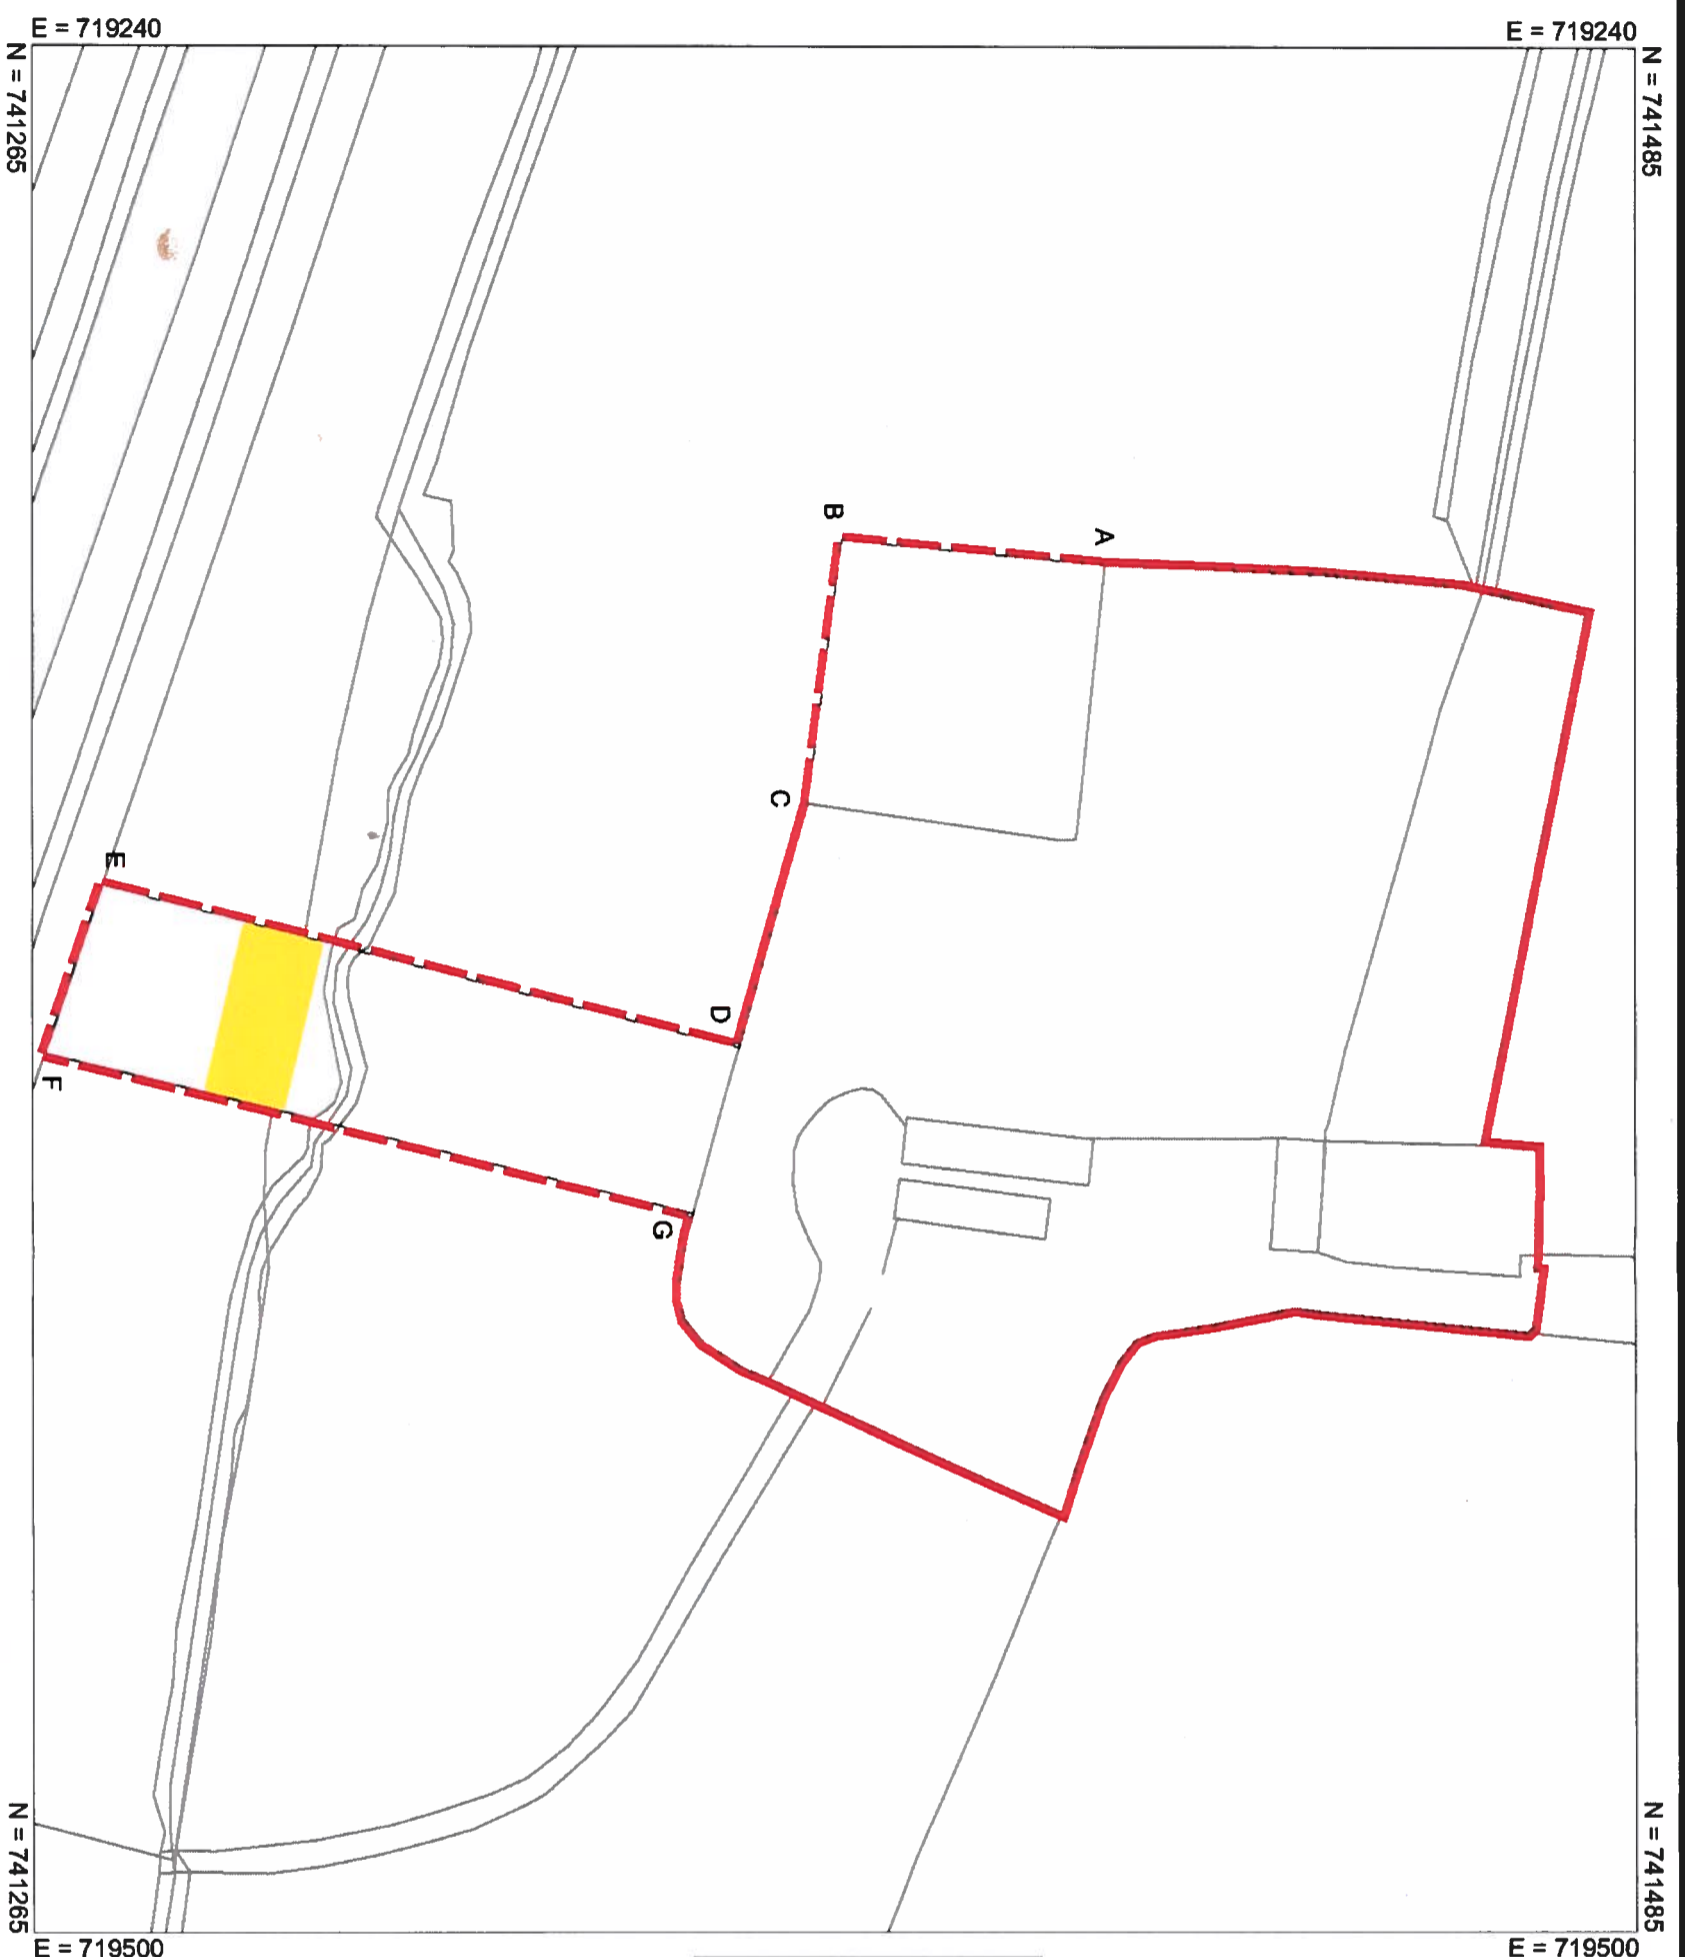 E = 719240
E = 719240
N = 741265
N = 741485
B
A
C
E
D
F
G
N = 741265
N = 741485
E = 719500
E = 719500